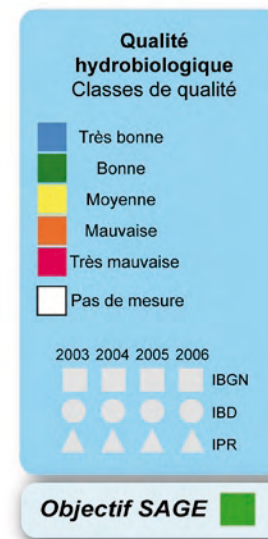 Qualité
hydrobiologique
Classes de qualité
Très bonne
Bonne
Moyenne
Mauvaise
Très mauvaise
Pas de mesure
2003 2004 2005 2006
IBGN
IBD
IPR
Objectif SAGE